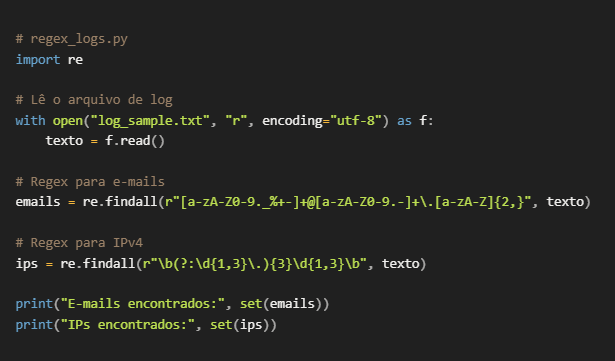 # regex_logs.py
import re
# Lê o arquivo de log
with open("log_sample.txt", "r", encoding="utf-8") as f:
    texto = f.read()
# Regex para e-mails
emails = re.findall(r"[a-zA-Z0-9._%+-]+@[a-zA-Z0-9.-]+\.[a-zA-Z]{2,}", texto)
# Regex para IPv4
ips = re.findall(r"\b(?:\d{1,3}\.){3}\d{1,3}\b", texto)
print("E-mails encontrados:", set(emails))
print("IPs encontrados:", set(ips))